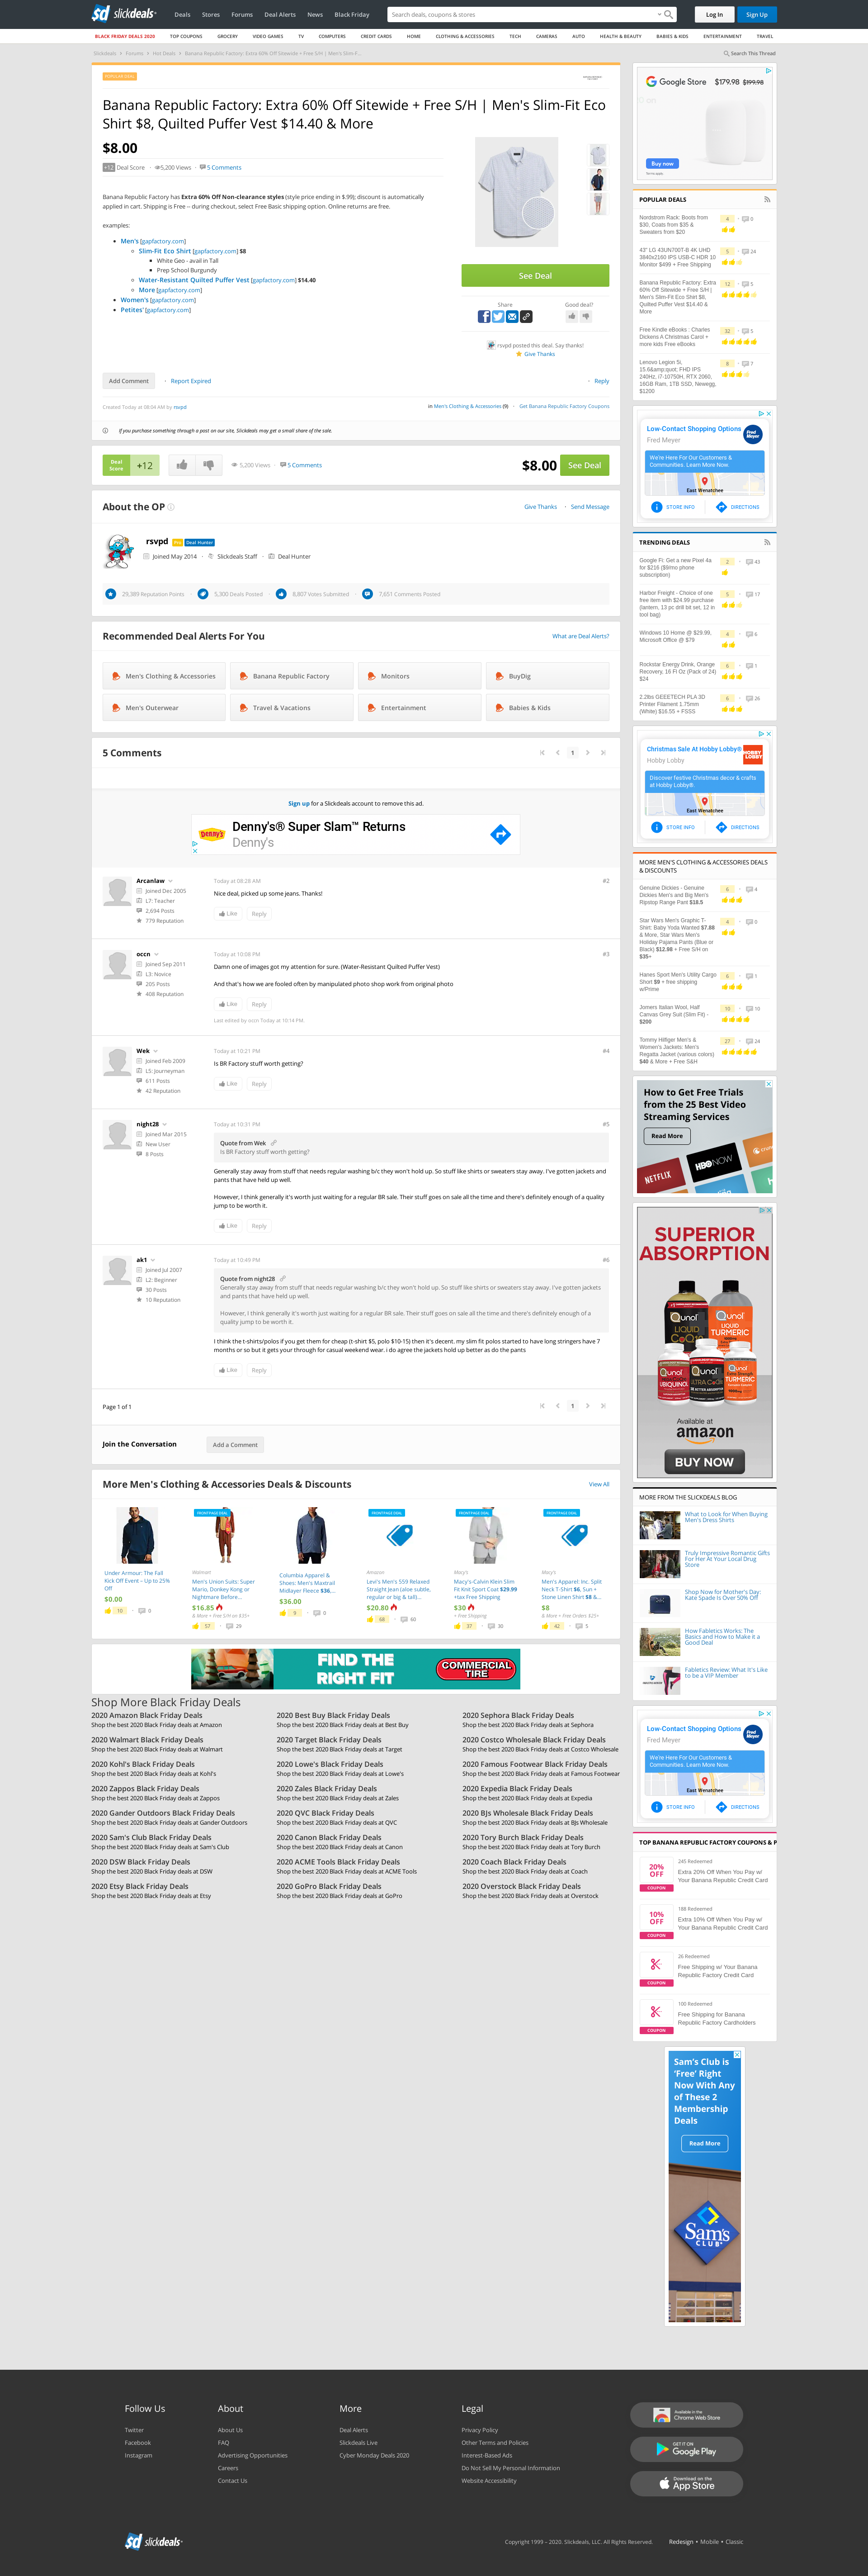 slickdeals
Deals Stores Forums Deal Alerts News Black Friday
Search deals, coupons & stores
Log In Sign Up
BLACK FRIDAY DEALS 2020 TOP COUPONS GROCERY VIDEO GAMES TV COMPUTERS CREDIT CARDS HOME CLOTHING & ACCESSORIES TECH CAMERAS AUTO HEALTH & BEAUTY BABIES & KIDS ENTERTAINMENT TRAVEL
Slickdeals Forums Hot Deals Banana Republic Factory: Extra 60% Off Sitewide + Free S/H | Men's Slim-F...
Search This Thread
POPULAR DEAL
Banana Republic Factory: Extra 60% Off Sitewide + Free S/H | Men's Slim-Fit Eco
Shirt $8, Quilted Puffer Vest $14.40 & More
$8.00
+12 Deal Score 5,200 Views 5 Comments
Banana Republic Factory has Extra 60% Off Non-clearance styles (style price ending in $.99); discount is automatically
applied in cart. Shipping is Free -- during checkout, select Free Basic shipping option. Online returns are free.
examples:
Men's [gapfactory.com]
Slim-Fit Eco Shirt [gapfactory.com] $8
White Geo - avail in Tall
Prep School Burgundy
Water-Resistant Quilted Puffer Vest [gapfactory.com] $14.40
More [gapfactory.com]
Women's [gapfactory.com]
Petites' [gapfactory.com]
See Deal
Share Good deal?
rsvpd posted this deal. Say thanks!
Give Thanks
Add Comment Report Expired Reply
Created Today at 08:04 AM by rsvpd
in Men's Clothing & Accessories (9) Get Banana Republic Factory Coupons
If you purchase something through a post on our site, Slickdeals may get a small share of the sale.
Deal
Score
+12
5,200 Views 5 Comments
$8.00 See Deal
About the OP
Give Thanks Send Message
rsvpd Pro Deal Hunter
Joined May 2014 Slickdeals Staff Deal Hunter
29,389 Reputation Points 5,300 Deals Posted 8,807 Votes Submitted 7,651 Comments Posted
Recommended Deal Alerts For You
What are Deal Alerts?
Men's Clothing & Accessories Banana Republic Factory Monitors BuyDig
Men's Outerwear Travel & Vacations Entertainment Babies & Kids
5 Comments
1
Sign up for a Slickdeals account to remove this ad.
Denny's
Denny's® Super Slam™ Returns
Denny's
Arcanlaw
Joined Dec 2005
L7: Teacher
2,694 Posts
779 Reputation
Today at 08:28 AM #2
Nice deal, picked up some jeans. Thanks!
Like Reply
occn
Joined Sep 2011
L3: Novice
205 Posts
408 Reputation
Today at 10:08 PM #3
Damn one of images got my attention for sure. (Water-Resistant Quilted Puffer Vest)
And that's how we are fooled often by manipulated photo shop work from original photo
Like Reply
Last edited by occn Today at 10:14 PM.
Wek
Joined Feb 2009
L5: Journeyman
611 Posts
42 Reputation
Today at 10:21 PM #4
Is BR Factory stuff worth getting?
Like Reply
night28
Joined Mar 2015
New User
8 Posts
Today at 10:31 PM #5
Quote from Wek
Is BR Factory stuff worth getting?
Generally stay away from stuff that needs regular washing b/c they won't hold up. So stuff like shirts or sweaters stay away. I've gotten jackets and
pants that have held up well.
However, I think generally it's worth just waiting for a regular BR sale. Their stuff goes on sale all the time and there's definitely enough of a quality
jump to be worth it.
Like Reply
ak1
Joined Jul 2007
L2: Beginner
30 Posts
10 Reputation
Today at 10:49 PM #6
Quote from night28
Generally stay away from stuff that needs regular washing b/c they won't hold up. So stuff like shirts or sweaters stay away. I've gotten jackets
and pants that have held up well.
However, I think generally it's worth just waiting for a regular BR sale. Their stuff goes on sale all the time and there's definitely enough of a
quality jump to be worth it.
I think the t-shirts/polos if you get them for cheap (t-shirt $5, polo $10-15) then it's decent. my slim fit polos started to have long stringers have 7
months or so but it gets your through for casual weekend wear. i do agree the jackets hold up better as do the pants
Like Reply
Page 1 of 1
1
Join the Conversation Add a Comment
More Men's Clothing & Accessories Deals & Discounts
View All
Under Armour: The Fall
Kick Off Event – Up to 25%
Off
$0.00
10 0
FRONTPAGE DEAL
Walmart
Men's Union Suits: Super
Mario, Donkey Kong or
Nightmare Before...
$16.85
& More + free S/H on $35+
57 29
Columbia Apparel &
Shoes: Men's Maxtrail
Midlayer Fleece $36...
$36.00
9 0
FRONTPAGE DEAL
Amazon
Levi's Men's 559 Relaxed
Straight Jean (aloe subtle,
regular or big & tall)...
$20.80
68 60
FRONTPAGE DEAL
Macy's
Macy's-Calvin Klein Slim
Fit Knit Sport Coat $29.99
+tax Free Shipping
$30
+ Free Shipping
37 30
FRONTPAGE DEAL
Macy's
Men's Apparel: Inc. Split
Neck T-Shirt $6, Sun +
Stone Linen Shirt $8 &...
$8
& More + Free Orders $25+
42 5
FIND THE
RIGHT FIT
COMMERCIAL
TIRE
Shop More Black Friday Deals
2020 Amazon Black Friday Deals
Shop the best 2020 Black Friday deals at Amazon
2020 Walmart Black Friday Deals
Shop the best 2020 Black Friday deals at Walmart
2020 Kohl's Black Friday Deals
Shop the best 2020 Black Friday deals at Kohl's
2020 Zappos Black Friday Deals
Shop the best 2020 Black Friday deals at Zappos
2020 Gander Outdoors Black Friday Deals
Shop the best 2020 Black Friday deals at Gander Outdoors
2020 Sam's Club Black Friday Deals
Shop the best 2020 Black Friday deals at Sam's Club
2020 DSW Black Friday Deals
Shop the best 2020 Black Friday deals at DSW
2020 Etsy Black Friday Deals
Shop the best 2020 Black Friday deals at Etsy
2020 Best Buy Black Friday Deals
Shop the best 2020 Black Friday deals at Best Buy
2020 Target Black Friday Deals
Shop the best 2020 Black Friday deals at Target
2020 Lowe's Black Friday Deals
Shop the best 2020 Black Friday deals at Lowe's
2020 Zales Black Friday Deals
Shop the best 2020 Black Friday deals at Zales
2020 QVC Black Friday Deals
Shop the best 2020 Black Friday deals at QVC
2020 Canon Black Friday Deals
Shop the best 2020 Black Friday deals at Canon
2020 ACME Tools Black Friday Deals
Shop the best 2020 Black Friday deals at ACME Tools
2020 GoPro Black Friday Deals
Shop the best 2020 Black Friday deals at GoPro
2020 Sephora Black Friday Deals
Shop the best 2020 Black Friday deals at Sephora
2020 Costco Wholesale Black Friday Deals
Shop the best 2020 Black Friday deals at Costco Wholesale
2020 Famous Footwear Black Friday Deals
Shop the best 2020 Black Friday deals at Famous Footwear
2020 Expedia Black Friday Deals
Shop the best 2020 Black Friday deals at Expedia
2020 BJs Wholesale Black Friday Deals
Shop the best 2020 Black Friday deals at BJs Wholesale
2020 Tory Burch Black Friday Deals
Shop the best 2020 Black Friday deals at Tory Burch
2020 Coach Black Friday Deals
Shop the best 2020 Black Friday deals at Coach
2020 Overstock Black Friday Deals
Shop the best 2020 Black Friday deals at Overstock
Google Store $179.98 $199.98
Buy now
POPULAR DEALS
Nordstrom Rack: Boots from
$30, Coats from $35 &
Sweaters from $20
4 0
43" LG 43UN700T-B 4K UHD
3840x2160 IPS USB-C HDR 10
Monitor $499 + Free Shipping
5 24
Banana Republic Factory: Extra
60% Off Sitewide + Free S/H |
Men's Slim-Fit Eco Shirt $8,
Quilted Puffer Vest $14.40 &
More
12 5
Free Kindle eBooks : Charles
Dickens A Christmas Carol +
more kids Free eBooks
32 5
Lenovo Legion 5i,
15.6&amp;quot; FHD IPS
240Hz, i7-10750H, RTX 2060,
16GB Ram, 1TB SSD, Newegg,
$1200
8 7
Low-Contact Shopping Options
Fred Meyer
We're Here For Our Customers &
Communities. Learn More Now.
East Wenatchee
STORE INFO DIRECTIONS
TRENDING DEALS
Google Fi: Get a new Pixel 4a
for $216 ($9/mo phone
subscription)
2 43
Harbor Freight - Choice of one
free item with $24.99 purchase
(lantern, 13 pc drill bit set, 12 in
tool bag)
5 17
Windows 10 Home @ $29.99,
Microsoft Office @ $79
4 6
Rockstar Energy Drink, Orange
Recovery, 16 Fl Oz (Pack of 24)
$24
6 1
2.2lbs GEEETECH PLA 3D
Printer Filament 1.75mm
(White) $16.55 + FSSS
6 26
Christmas Sale At Hobby Lobby®
Hobby Lobby
HOBBY
LOBBY
Discover festive Christmas decor & crafts
at Hobby Lobby®.
East Wenatchee
STORE INFO DIRECTIONS
MORE MEN'S CLOTHING & ACCESSORIES DEALS
& DISCOUNTS
Genuine Dickies - Genuine
Dickies Men's and Big Men's
Ripstop Range Pant $18.5
6 4
Star Wars Men's Graphic T-
Shirt: Baby Yoda Wanted $7.88
& More, Star Wars Men's
Holiday Pajama Pants (Blue or
Black) $12.98 + Free S/H on
$35+
4 0
Hanes Sport Men's Utility Cargo
Short $9 + free shipping
w/Prime
6 1
Jomers Italian Wool, Half
Canvas Grey Suit (Slim Fit) -
$200
10 10
Tommy Hilfiger Men's &
Women's Jackets: Men's
Regatta Jacket (various colors)
$40 & More + Free S&H
27 24
How to Get Free Trials
from the 25 Best Video
Streaming Services
Read More
NETFLIX HBO NOW
SUPERIOR
ABSORPTION
Available at
amazon
BUY NOW
MORE FROM THE SLICKDEALS BLOG
What to Look for When Buying
Men's Dress Shirts
Truly Impressive Romantic Gifts
For Her At Your Local Drug
Store
Shop Now for Mother's Day:
Kate Spade Is Over 50% Off
How Fabletics Works: The
Basics and How to Make it a
Good Deal
Fabletics Review: What It's Like
to be a VIP Member
Low-Contact Shopping Options
Fred Meyer
We're Here For Our Customers &
Communities. Learn More Now.
East Wenatchee
STORE INFO DIRECTIONS
TOP BANANA REPUBLIC FACTORY COUPONS & P
20%
OFF
COUPON
245 Redeemed
Extra 20% Off When You Pay w/
Your Banana Republic Credit Card
10%
OFF
COUPON
188 Redeemed
Extra 10% Off When You Pay w/
Your Banana Republic Credit Card
COUPON
26 Redeemed
Free Shipping w/ Your Banana
Republic Factory Credit Card
COUPON
100 Redeemed
Free Shipping for Banana
Republic Factory Cardholders
Sam's Club is
'Free' Right
Now With Any
of These 2
Membership
Deals
Read More
Sam's
CLUB
Follow Us
Twitter
Facebook
Instagram
About
About Us
FAQ
Advertising Opportunities
Careers
Contact Us
More
Deal Alerts
Slickdeals Live
Cyber Monday Deals 2020
Legal
Privacy Policy
Other Terms and Policies
Interest-Based Ads
Do Not Sell My Personal Information
Website Accessibility
Available in the
Chrome Web Store
GET IT ON
Google Play
Download on the
App Store
slickdeals
Copyright 1999 - 2020. Slickdeals, LLC. All Rights Reserved. Redesign • Mobile • Classic